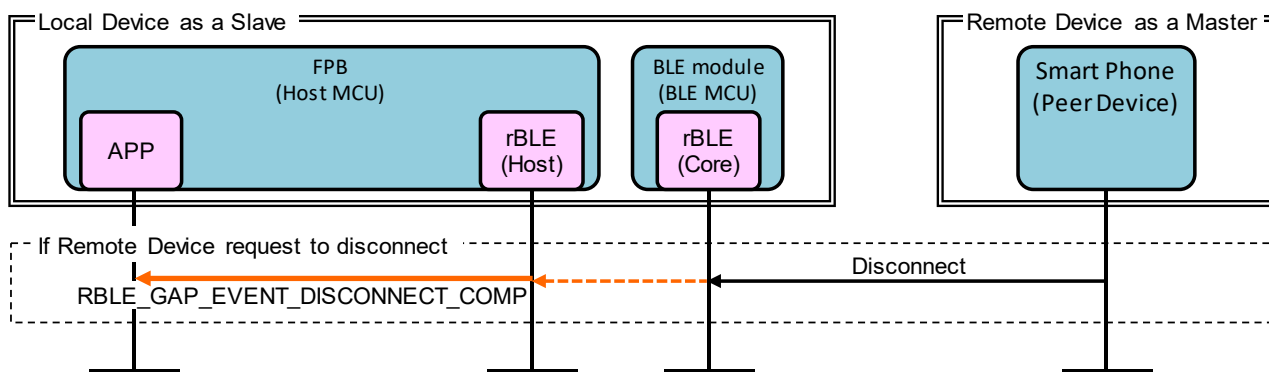 Local Device as a Slave
Remote Device as a Master
FPB
(Host MCU)
BLE module
(BLE MCU)
Smart Phone
(Peer Device)
APP
rBLE
(Host)
rBLE
(Core)
If Remote Device request to disconnect
Disconnect
RBLE_GAP_EVENT_DISCONNECT_COMP